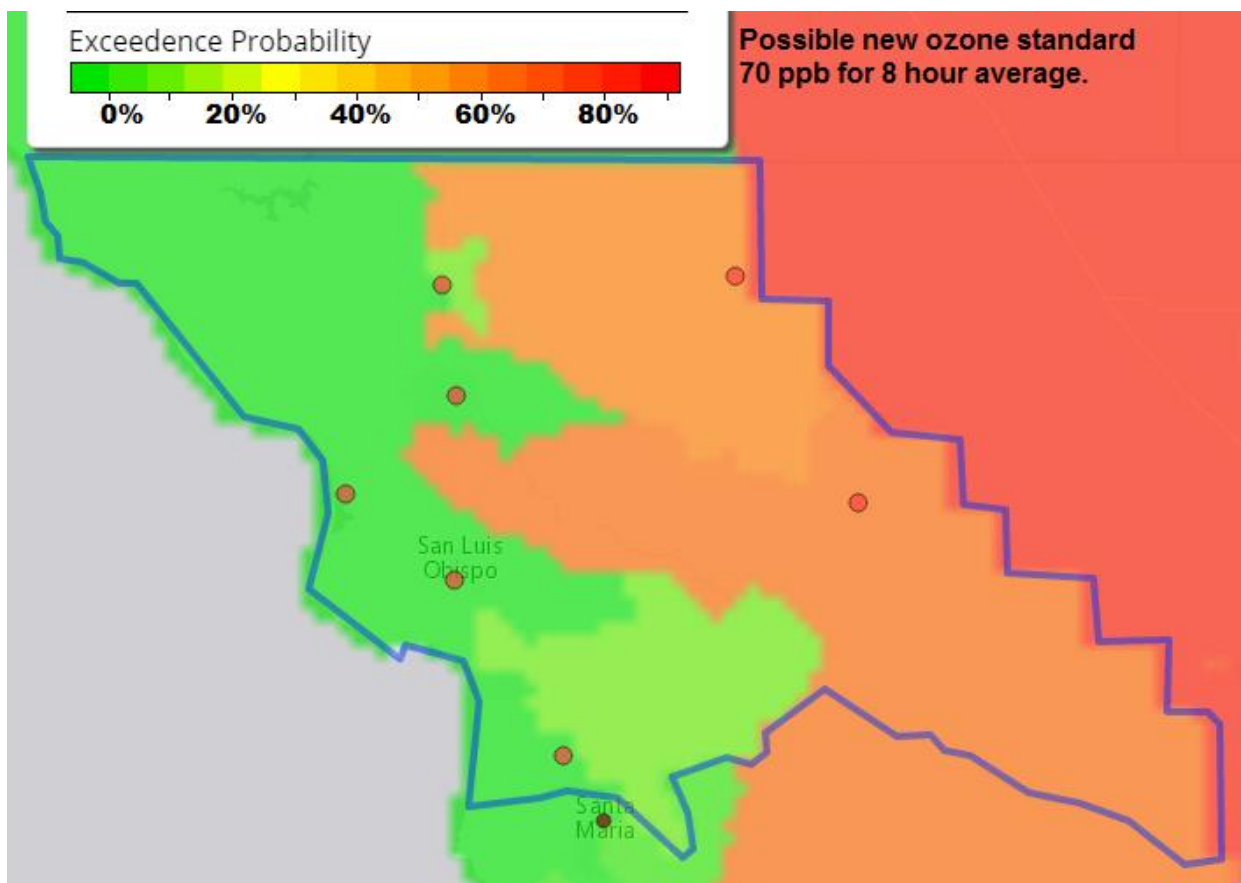 Exceedence Probability
0% 20% 40% 60% 80%
Possible new ozone standard
70 ppb for 8 hour average.
San Luis
Obispo
Santa
Maria